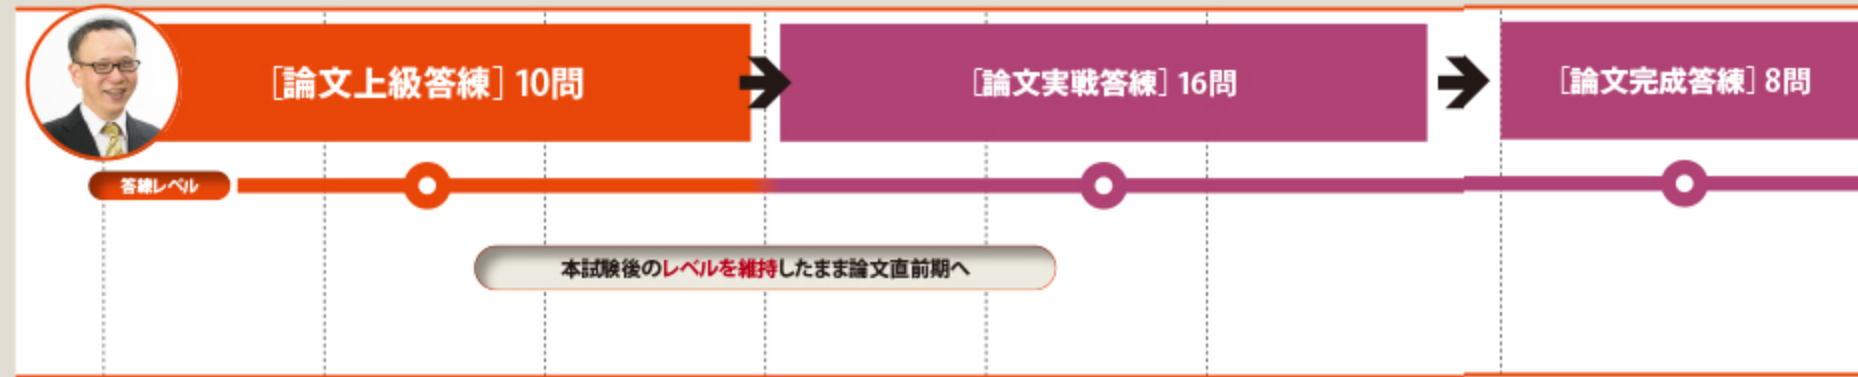 [論文上級答練] 10問
[論文実戦答練] 16問
[論文完成答練] 8問
答練レベル
本試験後のレベルを維持したまま論文直前期へ